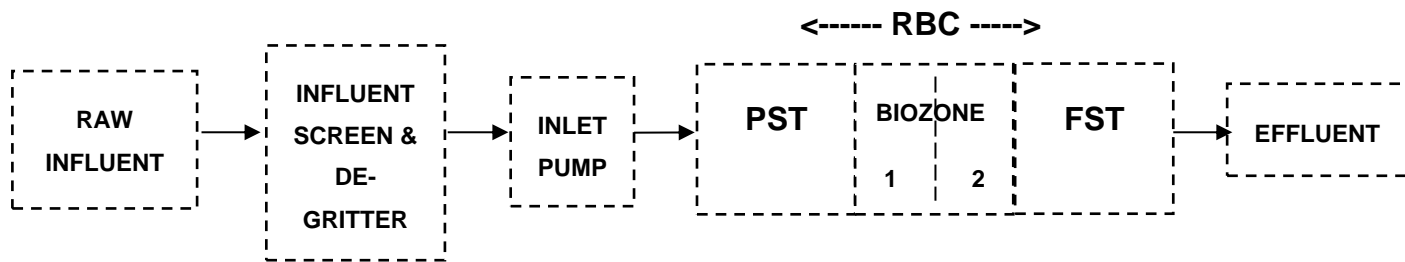 <------ RBC ----->
RAW
INFLUENT
INFLUENT
SCREEN &
DE-
GRITTER
INLET
PUMP
PST
BIOZONE
1 2
FST
EFFLUENT